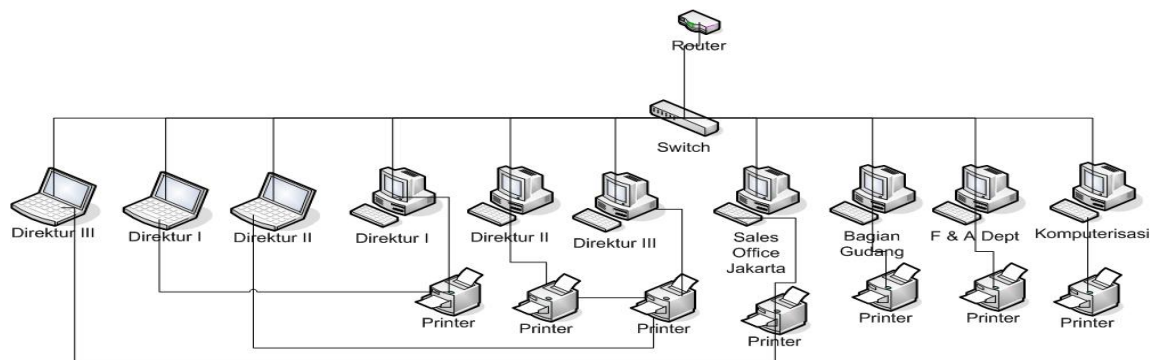 Router
Switch
Direktur III
Direktur I
Direktur II
Direktur I
Direktur II
Direktur III
Sales
Office
Jakarta
Bagian
Gudang
F & A Dept
Komputerisasi
Printer
Printer
Printer
Printer
Printer
Printer
Printer